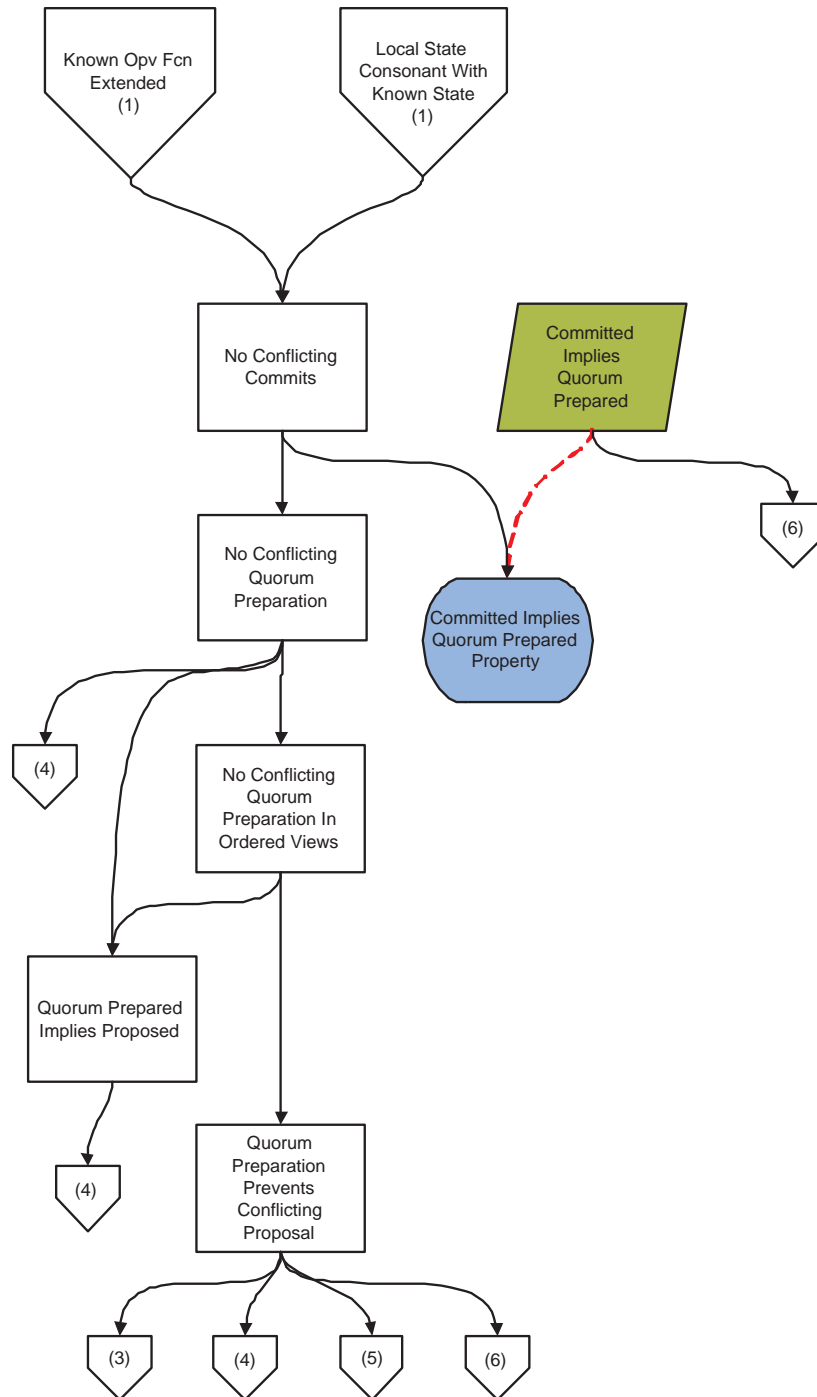 Known Opv Fcn
Extended
(1)
Local State
Consonant With
Known State
(1)
No Conflicting
Commits
Committed
Implies
Quorum
Prepared
(6)
No Conflicting
Quorum
Preparation
Committed Implies
Quorum Prepared
Property
(4)
No Conflicting
Quorum
Preparation In
Ordered Views
Quorum Prepared
Implies Proposed
(4)
Quorum
Preparation
Prevents
Conflicting
Proposal
(3)
(4)
(5)
(6)